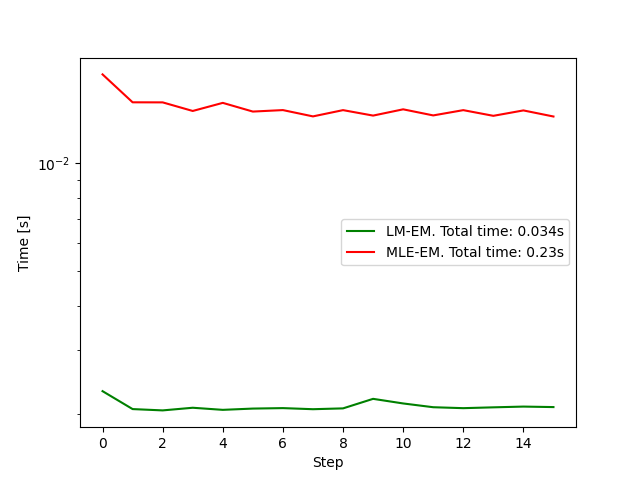 10⁻²
Time [s]
LM-EM. Total time: 0.034s
MLE-EM. Total time: 0.23s
0 2 4 6 8 10 12 14
Step